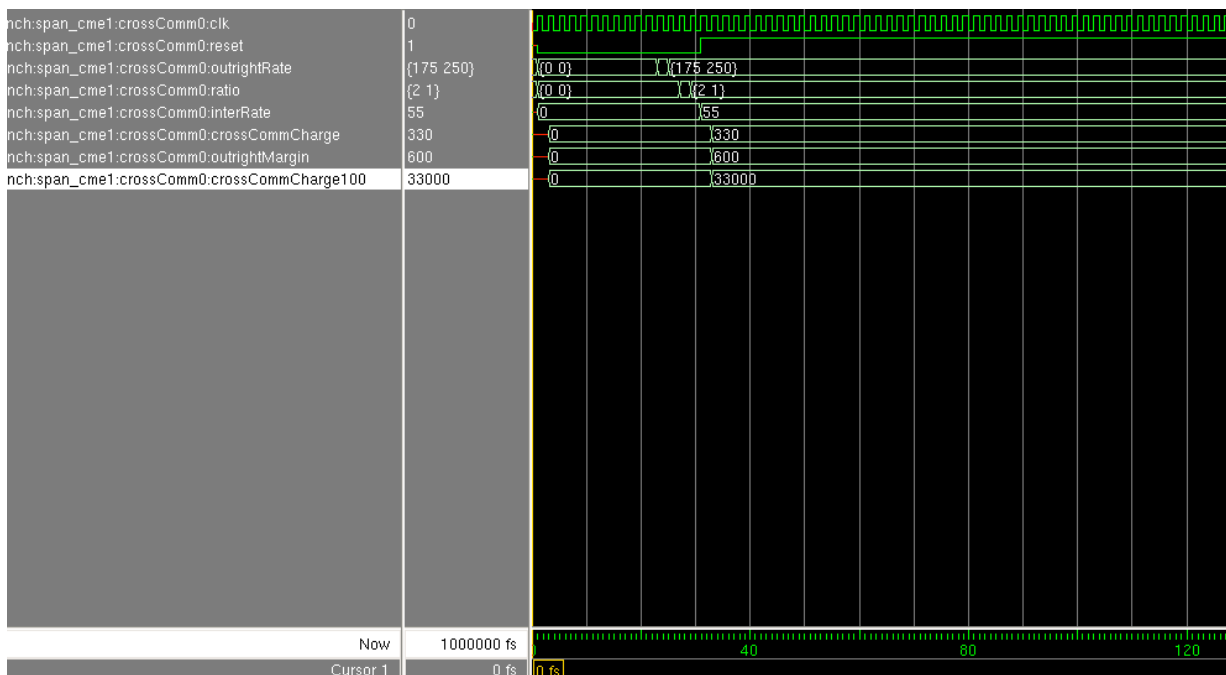 nch:span_cme1:crossComm0:clk 0
nch:span_cme1:crossComm0:reset 1
nch:span_cme1:crossComm0:outrightRate {175 250} {0 0} {175 250}
nch:span_cme1:crossComm0:ratio {2 1} {0 0} {2 1}
nch:span_cme1:crossComm0:interRate 55 0 55
nch:span_cme1:crossComm0:crossCommCharge 330 0 330
nch:span_cme1:crossComm0:outrightMargin 600 0 600
nch:span_cme1:crossComm0:crossCommCharge100 33000 0 33000
Now 1000000 fs 40 80 120
Cursor 1 0 fs 0 fs